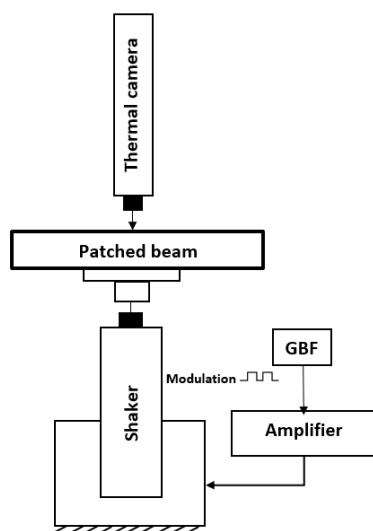 Thermal camera
Patched beam
GBF
Modulation
Shaker
Amplifier